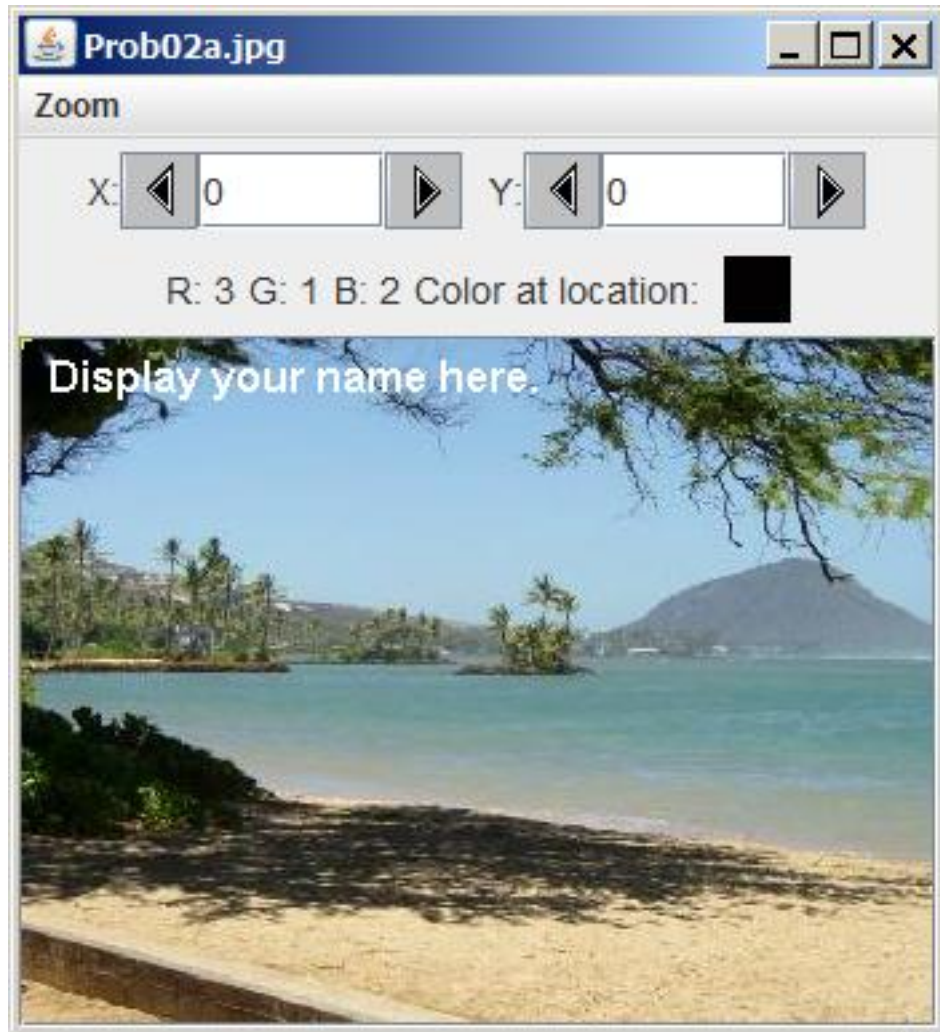 Prob02a.jpg
Zoom
X: 0 Y: 0
R: 3 G: 1 B: 2 Color at location:
Display your name here.